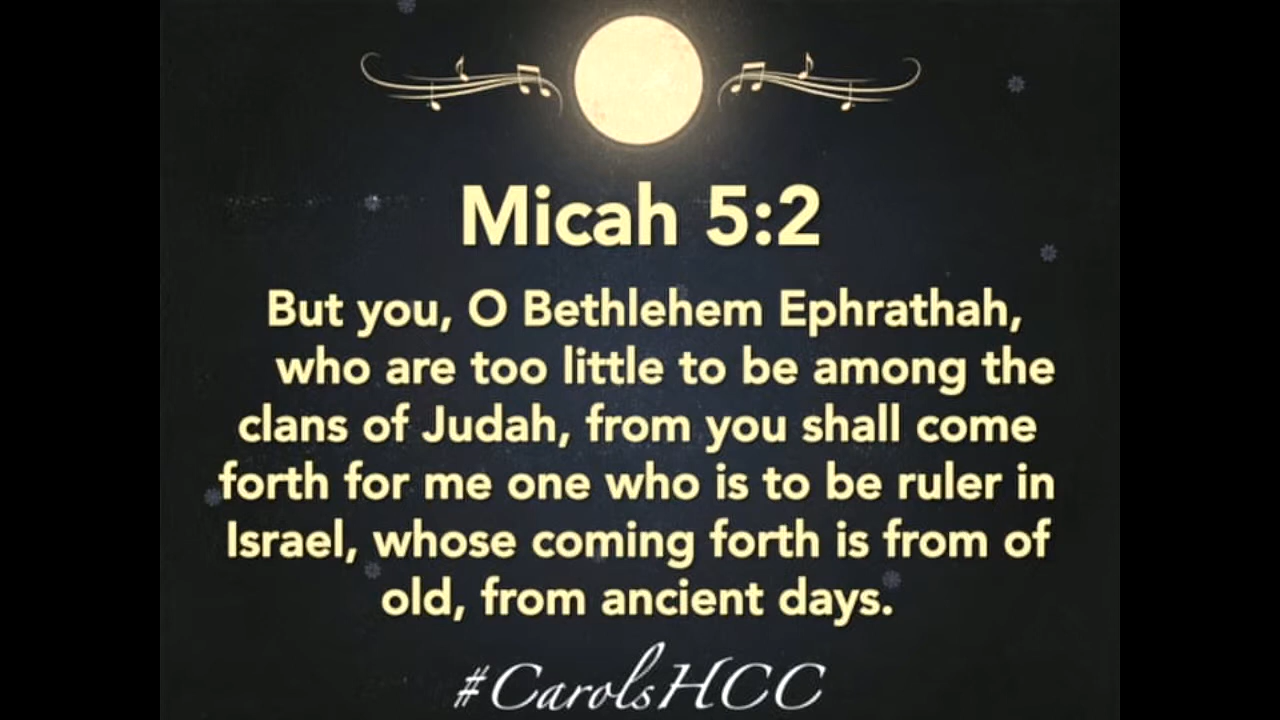 Micah 5:2
But you, O Bethlehem Ephrathah,
who are too little to be among the
clans of Judah, from you shall come
forth for me one who is to be ruler in
Israel, whose coming forth is from of
old, from ancient days.
#CarolsHCC